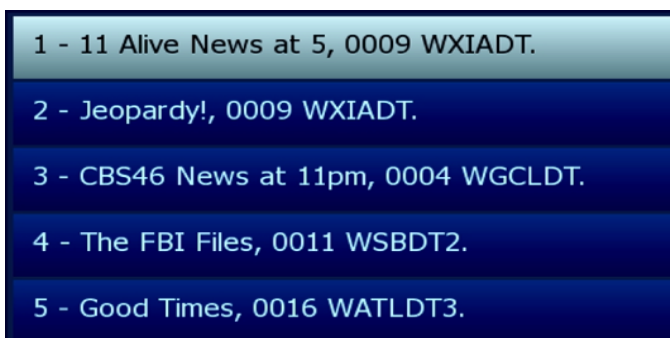 1 - 11 Alive News at 5, 0009 WXIADT.
2 - Jeopardy!, 0009 WXIADT.
3 - CBS46 News at 11pm, 0004 WGCLDT.
4 - The FBI Files, 0011 WSBDT2.
5 - Good Times, 0016 WATLDT3.